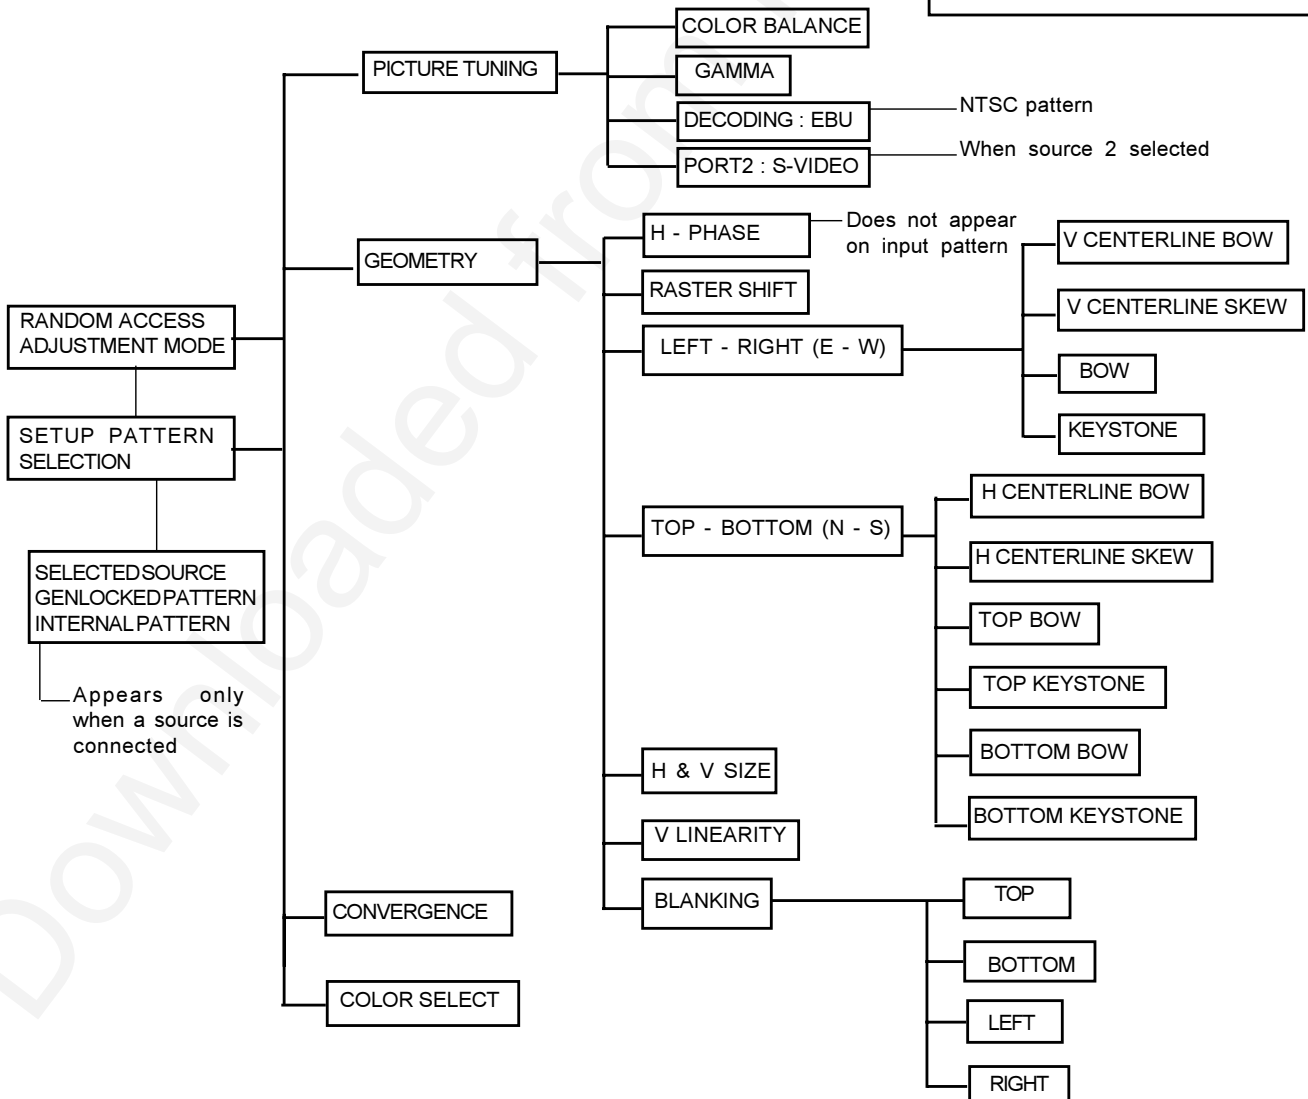 COLOR BALANCE
PICTURE TUNING
GAMMA
DECODING : EBU
NTSC pattern
PORT2 : S-VIDEO
When source 2 selected
H - PHASE
Does not appear
on input pattern
V CENTERLINE BOW
GEOMETRY
RASTER SHIFT
V CENTERLINE SKEW
RANDOM ACCESS
ADJUSTMENT MODE
LEFT - RIGHT (E - W)
BOW
SETUP PATTERN
SELECTION
KEYSTONE
H CENTERLINE BOW
TOP - BOTTOM (N - S)
H CENTERLINE SKEW
SELECTEDSOURCE
GENLOCKEDPATTERN
INTERNALPATTERN
TOP BOW
TOP KEYSTONE
Appears only
when a source is
connected
BOTTOM BOW
H & V SIZE
BOTTOM KEYSTONE
V LINEARITY
BLANKING
TOP
CONVERGENCE
BOTTOM
COLOR SELECT
LEFT
RIGHT
Downloaded from